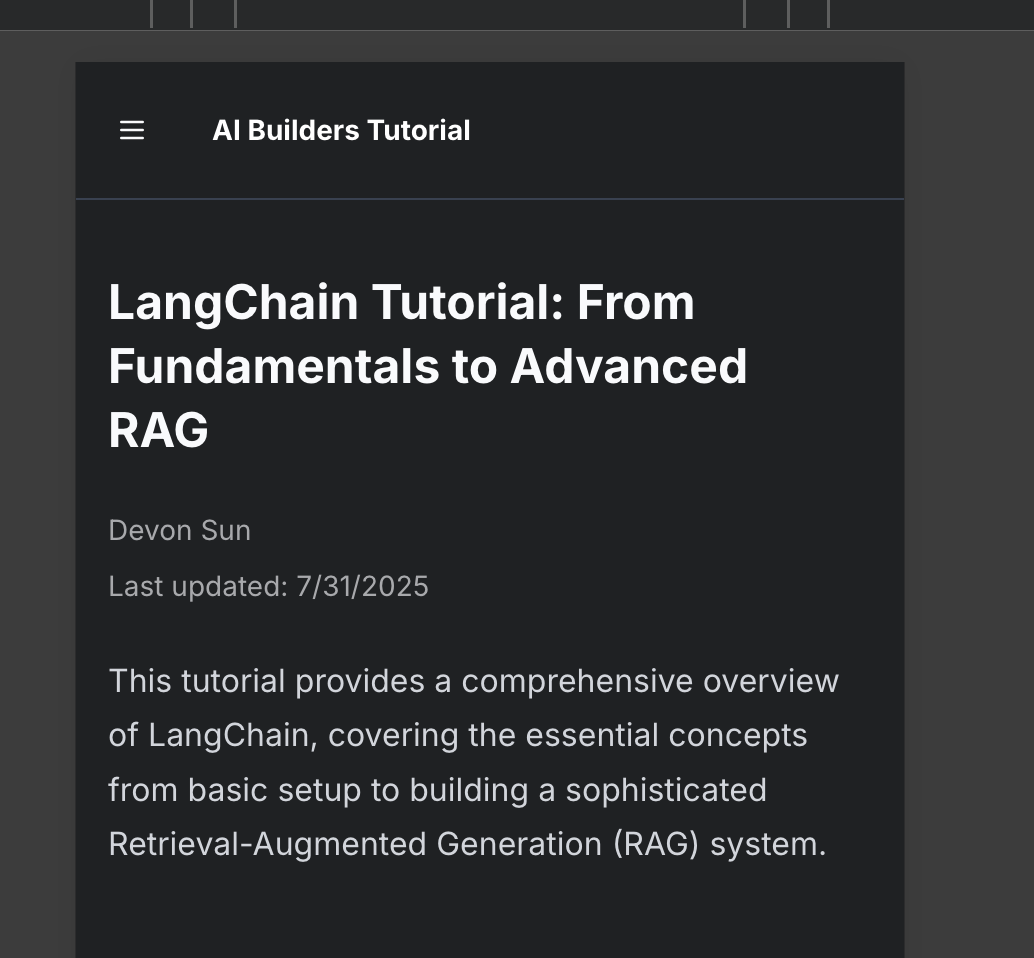 AI Builders Tutorial
LangChain Tutorial: From
Fundamentals to Advanced
RAG
Devon Sun
Last updated: 7/31/2025
This tutorial provides a comprehensive overview
of LangChain, covering the essential concepts
from basic setup to building a sophisticated
Retrieval-Augmented Generation (RAG) system.